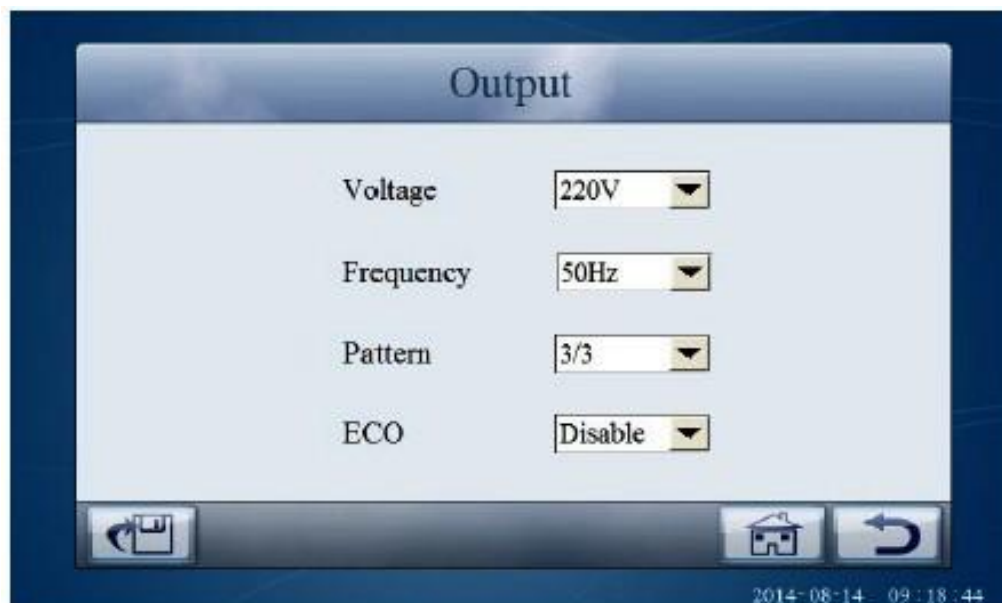 Output
Voltage 220V
Frequency 50Hz
Pattern 3/3
ECO Disable
2014-08-14 09:18:44